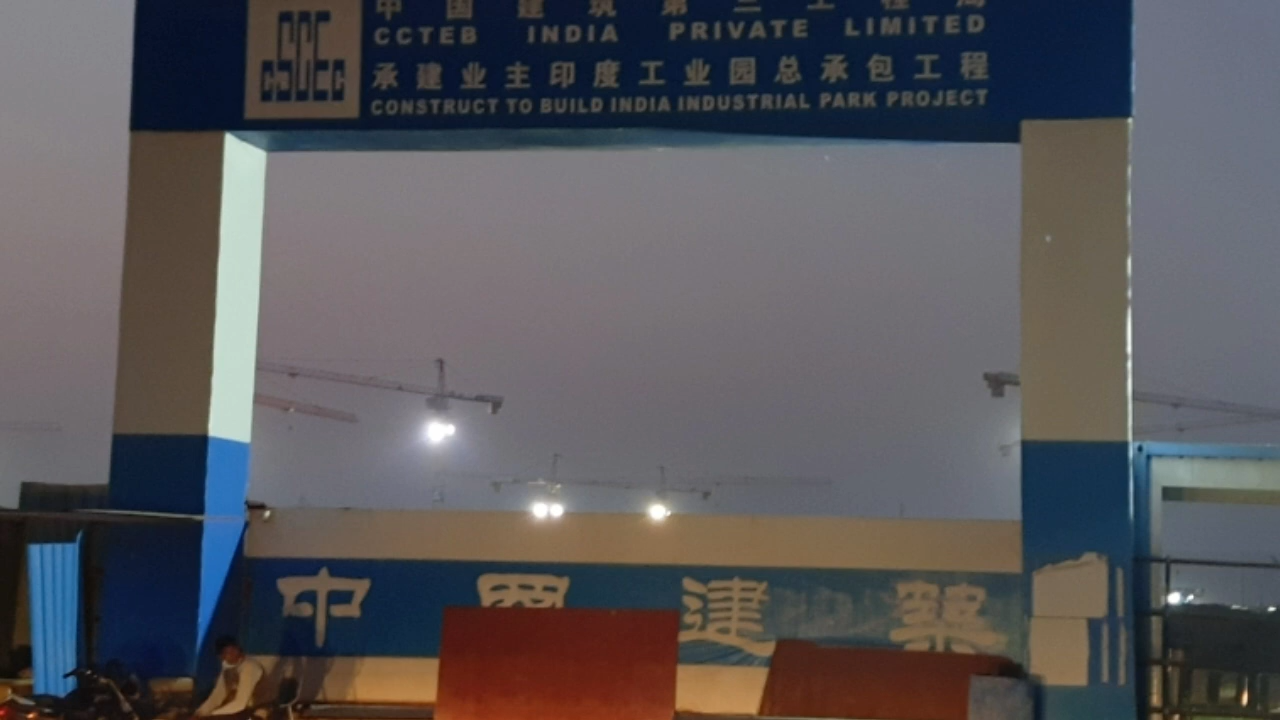 中国建筑第三工程局
CCTEB INDIA PRIVATE LIMITED
承建业主印度工业园总承包工程
CONSTRUCT TO BUILD INDIA INDUSTRIAL PARK PROJECT
CSCEC
中国建築